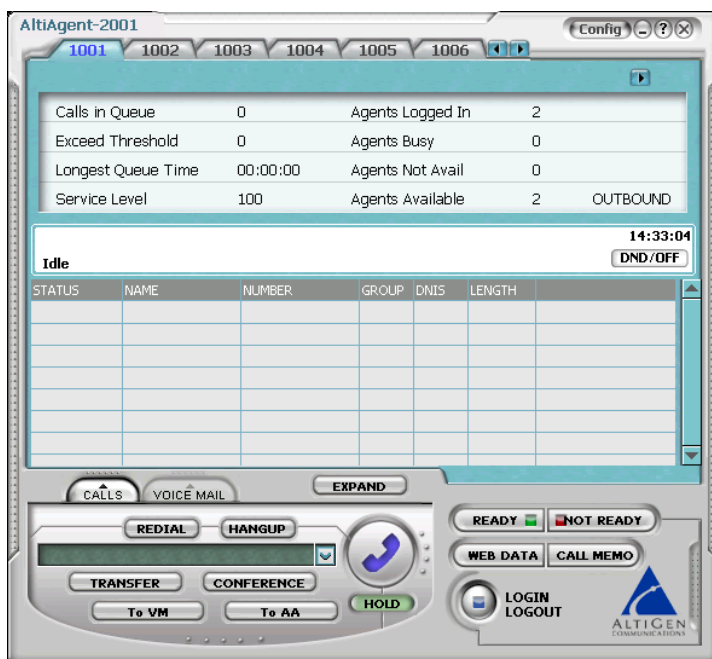 AltiAgent-2001 Config ?
1001 1002 1003 1004 1005 1006
Calls in Queue 0 Agents Logged In 2
Exceed Threshold 0 Agents Busy 0
Longest Queue Time 00:00:00 Agents Not Avail 0
Service Level 100 Agents Available 2 OUTBOUND
14:33:04
Idle DND/OFF
STATUS NAME NUMBER GROUP DNIS LENGTH
CALLS VOICE MAIL EXPAND
REDIAL HANGUP
TRANSFER CONFERENCE
To VM To AA HOLD
READY NOT READY
WEB DATA CALL MEMO
LOGIN
LOGOUT
ALTIGEN
COMMUNICATIONS